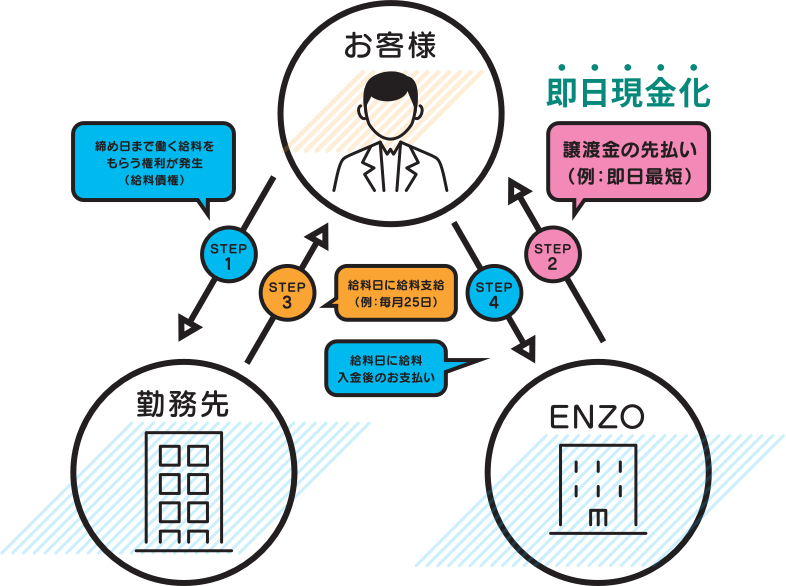 お客様
即日現金化
締め日まで働く給料を
もらう権利が発生
（給料債権）
譲渡金の先払い
（例：即日最短）
STEP
1
STEP
2
STEP
3
給料日に給料支給
（例：毎月25日）
STEP
4
給料日に給料
入金後のお支払い
勤務先
ENZO